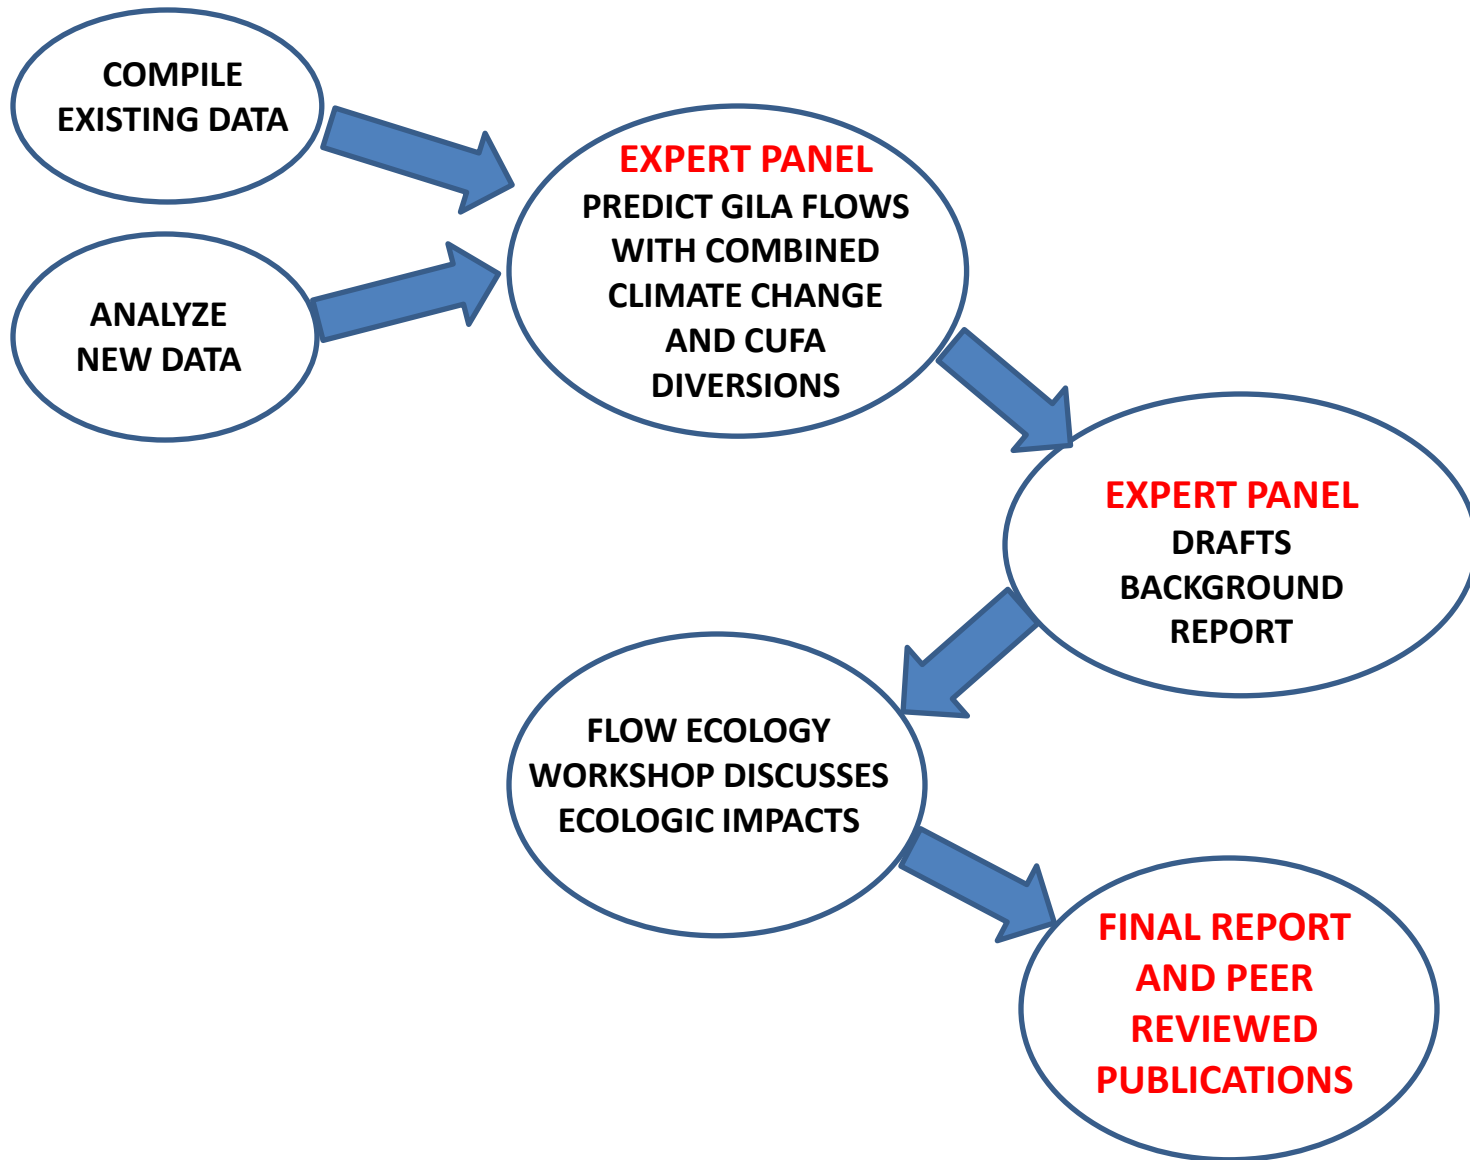 COMPILE
EXISTING DATA
ANALYZE
NEW DATA
EXPERT PANEL
PREDICT GILA FLOWS
WITH COMBINED
CLIMATE CHANGE
AND CUFA
DIVERSIONS
EXPERT PANEL
DRAFTS
BACKGROUND
REPORT
FLOW ECOLOGY
WORKSHOP DISCUSSES
ECOLOGIC IMPACTS
FINAL REPORT
AND PEER
REVIEWED
PUBLICATIONS